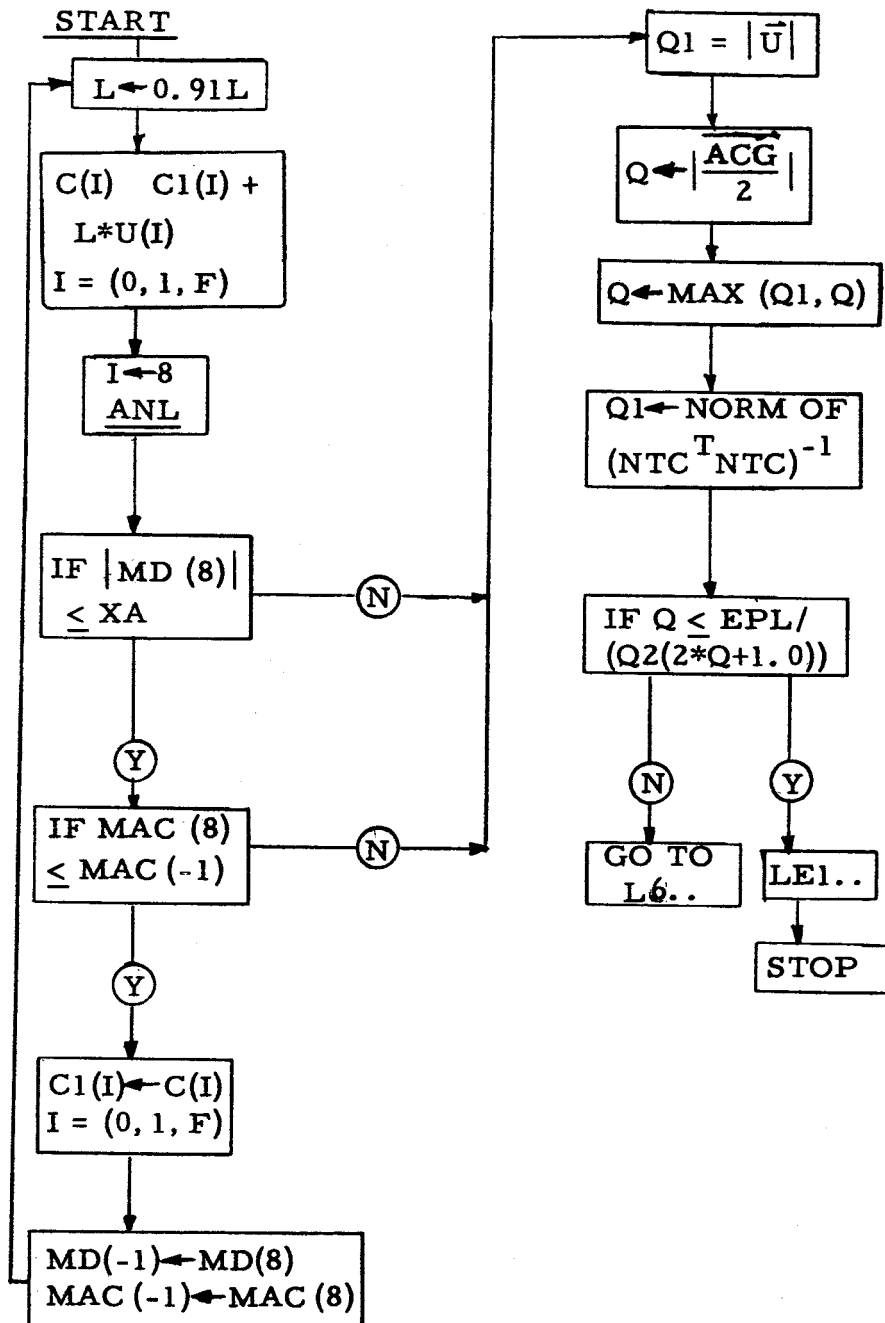 START
L←0.91L
C(I) C1(I) +
L*U(I)
I = (0, 1, F)
I←8
ANL
IF |MD (8)|
≤ XA
N
Y
IF MAC (8)
≤ MAC (-1)
N
Y
C1(I)←C(I)
I = (0, 1, F)
MD(-1)←MD(8)
MAC (-1)←MAC (8)
Q1 = |U⃗|
Q←|ACG/2|
Q←MAX (Q1, Q)
Q1←NORM OF
(NTC^T NTC)^-1
IF Q ≤ EPL/
(Q2(2*Q+1.0))
N
Y
GO TO
L6..
LE1..
STOP